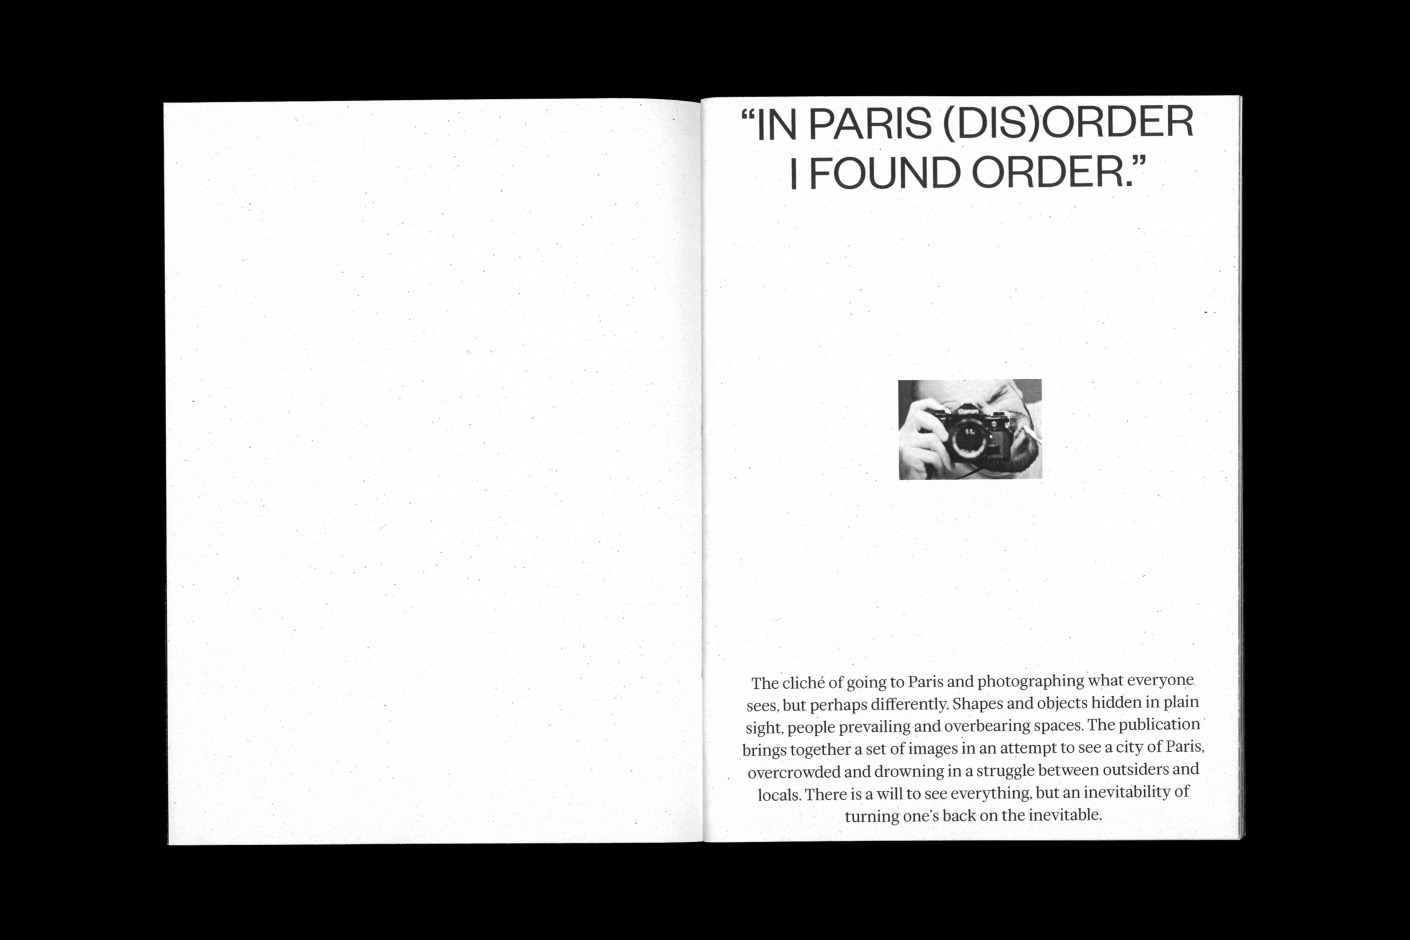 “IN PARIS (DIS)ORDER
I FOUND ORDER.”
Canon
The cliché of going to Paris and photographing what everyone
sees, but perhaps differently. Shapes and objects hidden in plain
sight, people prevailing and overbearing spaces. The publication
brings together a set of images in an attempt to see a city of Paris,
overcrowded and drowning in a struggle between outsiders and
locals. There is a will to see everything, but an inevitability of
turning one’s back on the inevitable.